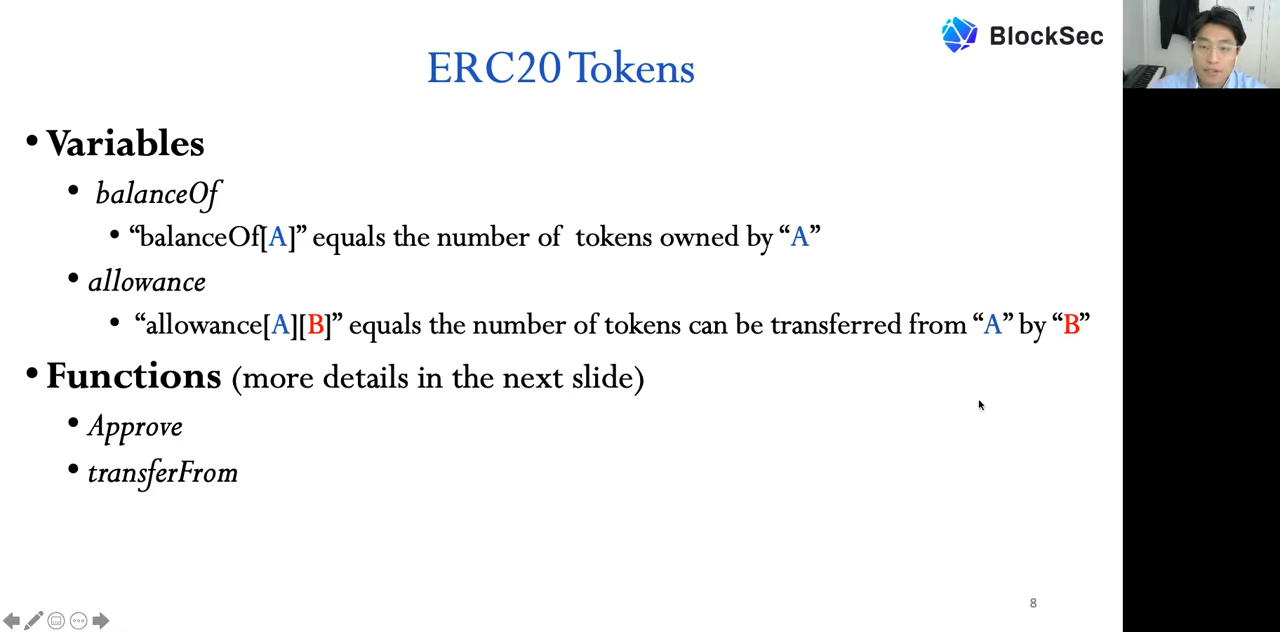 BlockSec
ERC20 Tokens
• Variables
• balanceOf
• “balanceOf[A]” equals the number of tokens owned by “A”
• allowance
• “allowance[A][B]” equals the number of tokens can be transferred from “A” by “B”
• Functions (more details in the next slide)
• Approve
• transferFrom
8